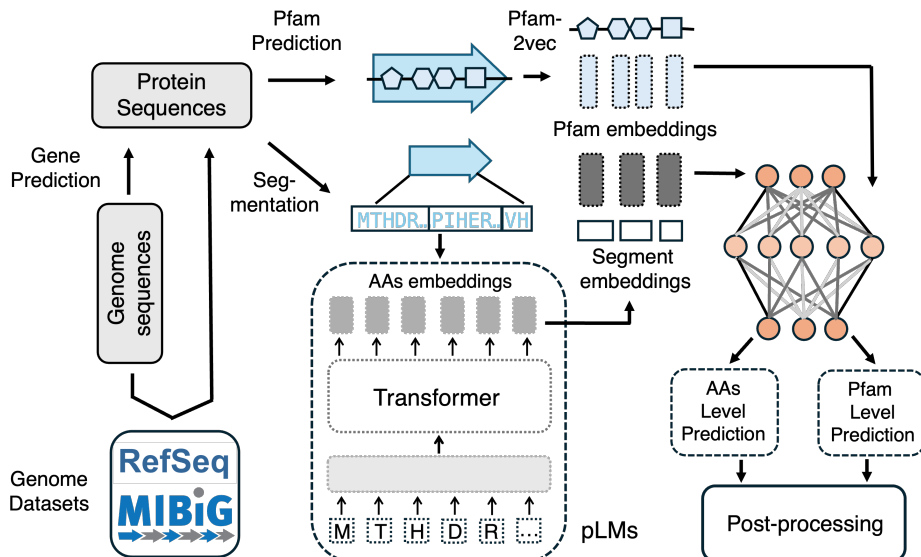 Pfam
Prediction
Pfam-
2vec
Protein
Sequences
Pfam embeddings
Gene
Prediction
Seg-
mentation
MTHDR..PIHER..VH
Genome
sequences
Segment
embeddings
AAs embeddings
Transformer
AAs
Level
Prediction
Pfam
Level
Prediction
Genome
Datasets
RefSeq
MIBiG
M T H D R ...
pLMs
Post-processing